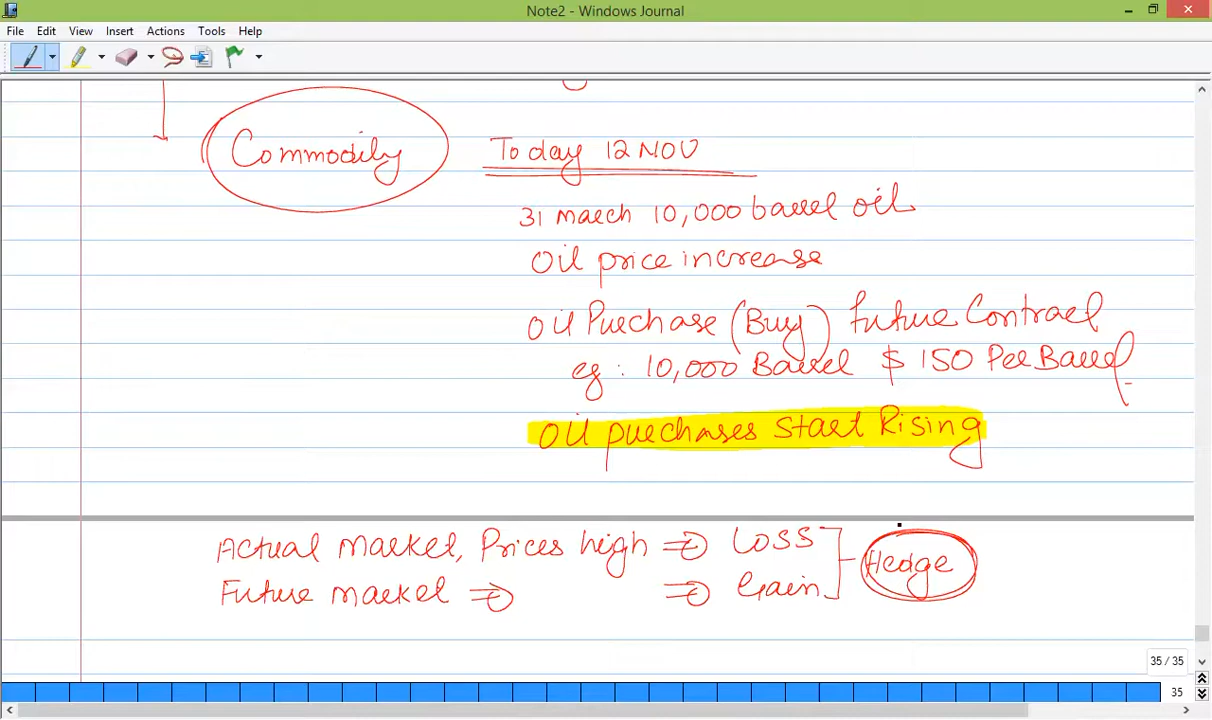 Note2 - Windows Journal
File Edit View Insert Actions Tools Help
Commodity
Today 12 NOV
31 march 10,000 barrel oil
Oil price increase
Oil Purchase (Buy) future Contract
eg: 10,000 Barrel $ 150 Per Barrel
Oil purchases Start Rising
Actual market, Prices high ⇒ Loss
Hedge
Future market ⇒ ⇒ Gain
35 / 35
35